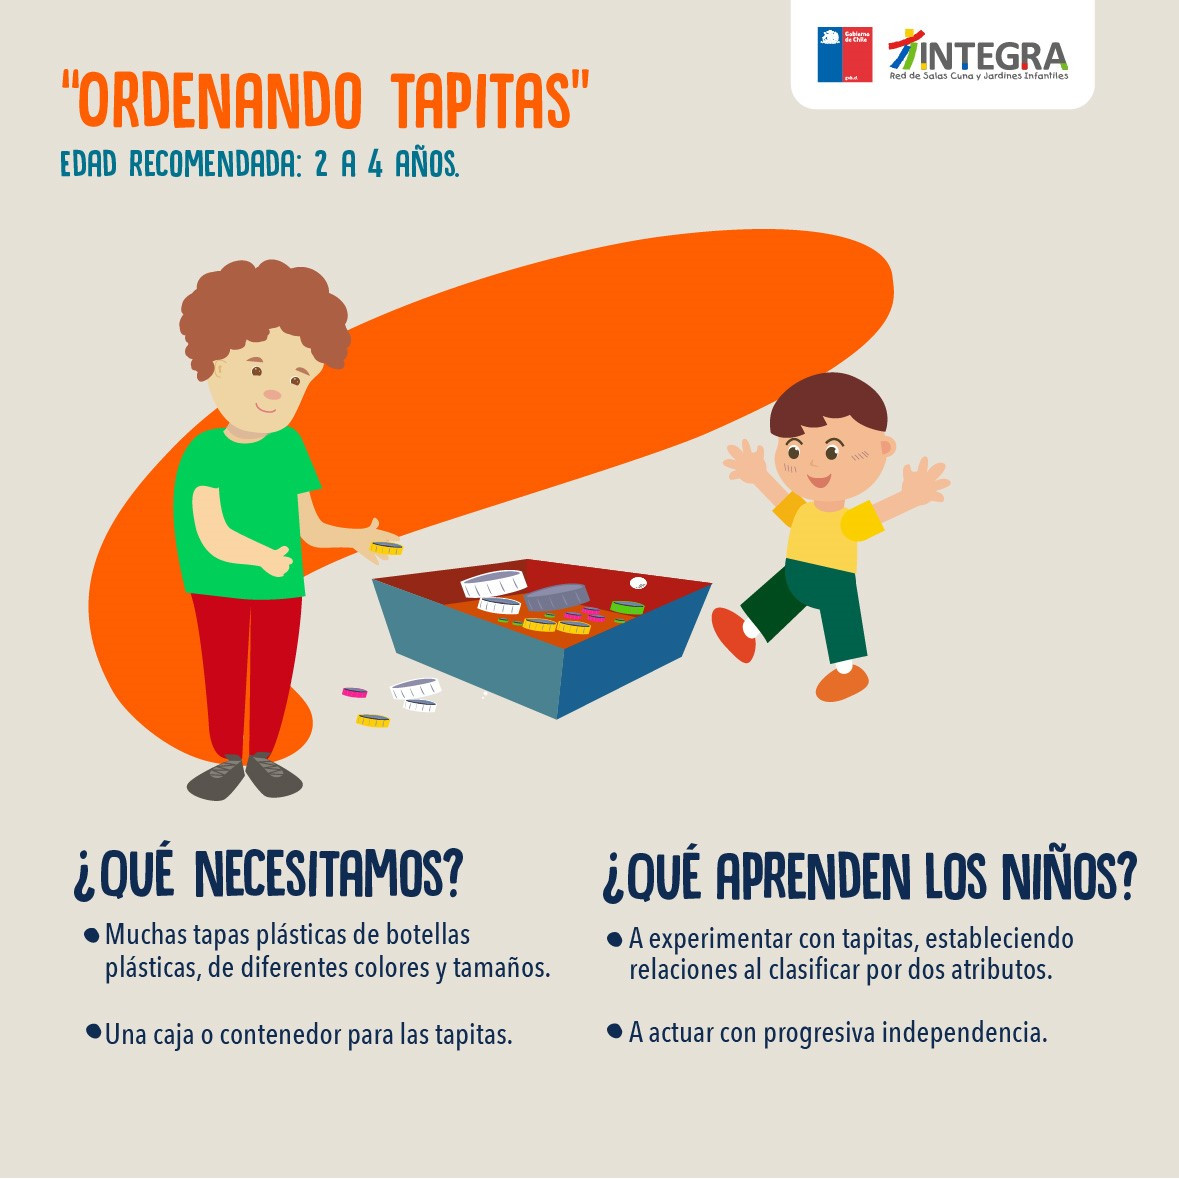 Gobierno
de Chile
gob.cl
INTEGRA
Red de Salas Cuna y Jardines Infantiles
“ORDENANDO TAPITAS”
EDAD RECOMENDADA: 2 A 4 AÑOS.
¿QUÉ NECESITAMOS?
Muchas tapas plásticas de botellas
plásticas, de diferentes colores y tamaños.
Una caja o contenedor para las tapitas.
¿QUÉ APRENDEN LOS NIÑOS?
A experimentar con tapitas, estableciendo
relaciones al clasificar por dos atributos.
A actuar con progresiva independencia.